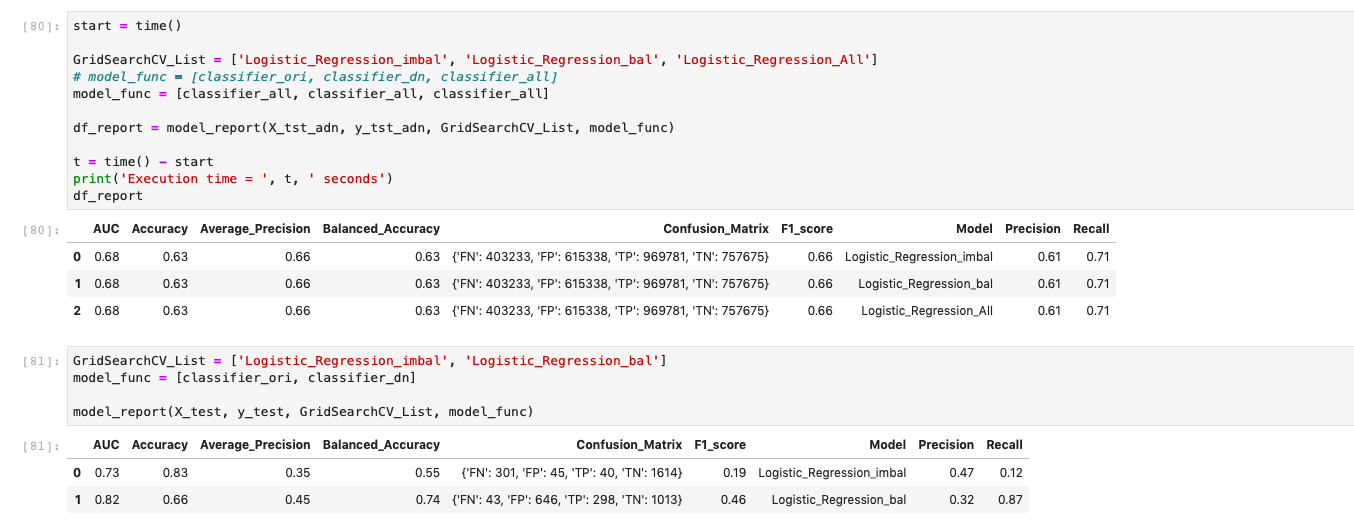 [80]: start = time()
GridSearchCV_List = ['Logistic_Regression_imbal', 'Logistic_Regression_bal', 'Logistic_Regression_All']
# model_func = [classifier_ori, classifier_dn, classifier_all]
model_func = [classifier_all, classifier_all, classifier_all]
df_report = model_report(X_tst_adn, y_tst_adn, GridSearchCV_List, model_func)
t = time() - start
print('Execution time = ', t, ' seconds')
df_report
[80]: AUC Accuracy Average_Precision Balanced_Accuracy Confusion_Matrix F1_score Model Precision Recall
0 0.68 0.63 0.66 0.63 {'FN': 403233, 'FP': 615338, 'TP': 969781, 'TN': 757675} 0.66 Logistic_Regression_imbal 0.61 0.71
1 0.68 0.63 0.66 0.63 {'FN': 403233, 'FP': 615338, 'TP': 969781, 'TN': 757675} 0.66 Logistic_Regression_bal 0.61 0.71
2 0.68 0.63 0.66 0.63 {'FN': 403233, 'FP': 615338, 'TP': 969781, 'TN': 757675} 0.66 Logistic_Regression_All 0.61 0.71
[81]: GridSearchCV_List = ['Logistic_Regression_imbal', 'Logistic_Regression_bal']
model_func = [classifier_ori, classifier_dn]
model_report(X_test, y_test, GridSearchCV_List, model_func)
[81]: AUC Accuracy Average_Precision Balanced_Accuracy Confusion_Matrix F1_score Model Precision Recall
0 0.73 0.83 0.35 0.55 {'FN': 301, 'FP': 45, 'TP': 40, 'TN': 1614} 0.19 Logistic_Regression_imbal 0.47 0.12
1 0.82 0.66 0.45 0.74 {'FN': 43, 'FP': 646, 'TP': 298, 'TN': 1013} 0.46 Logistic_Regression_bal 0.32 0.87